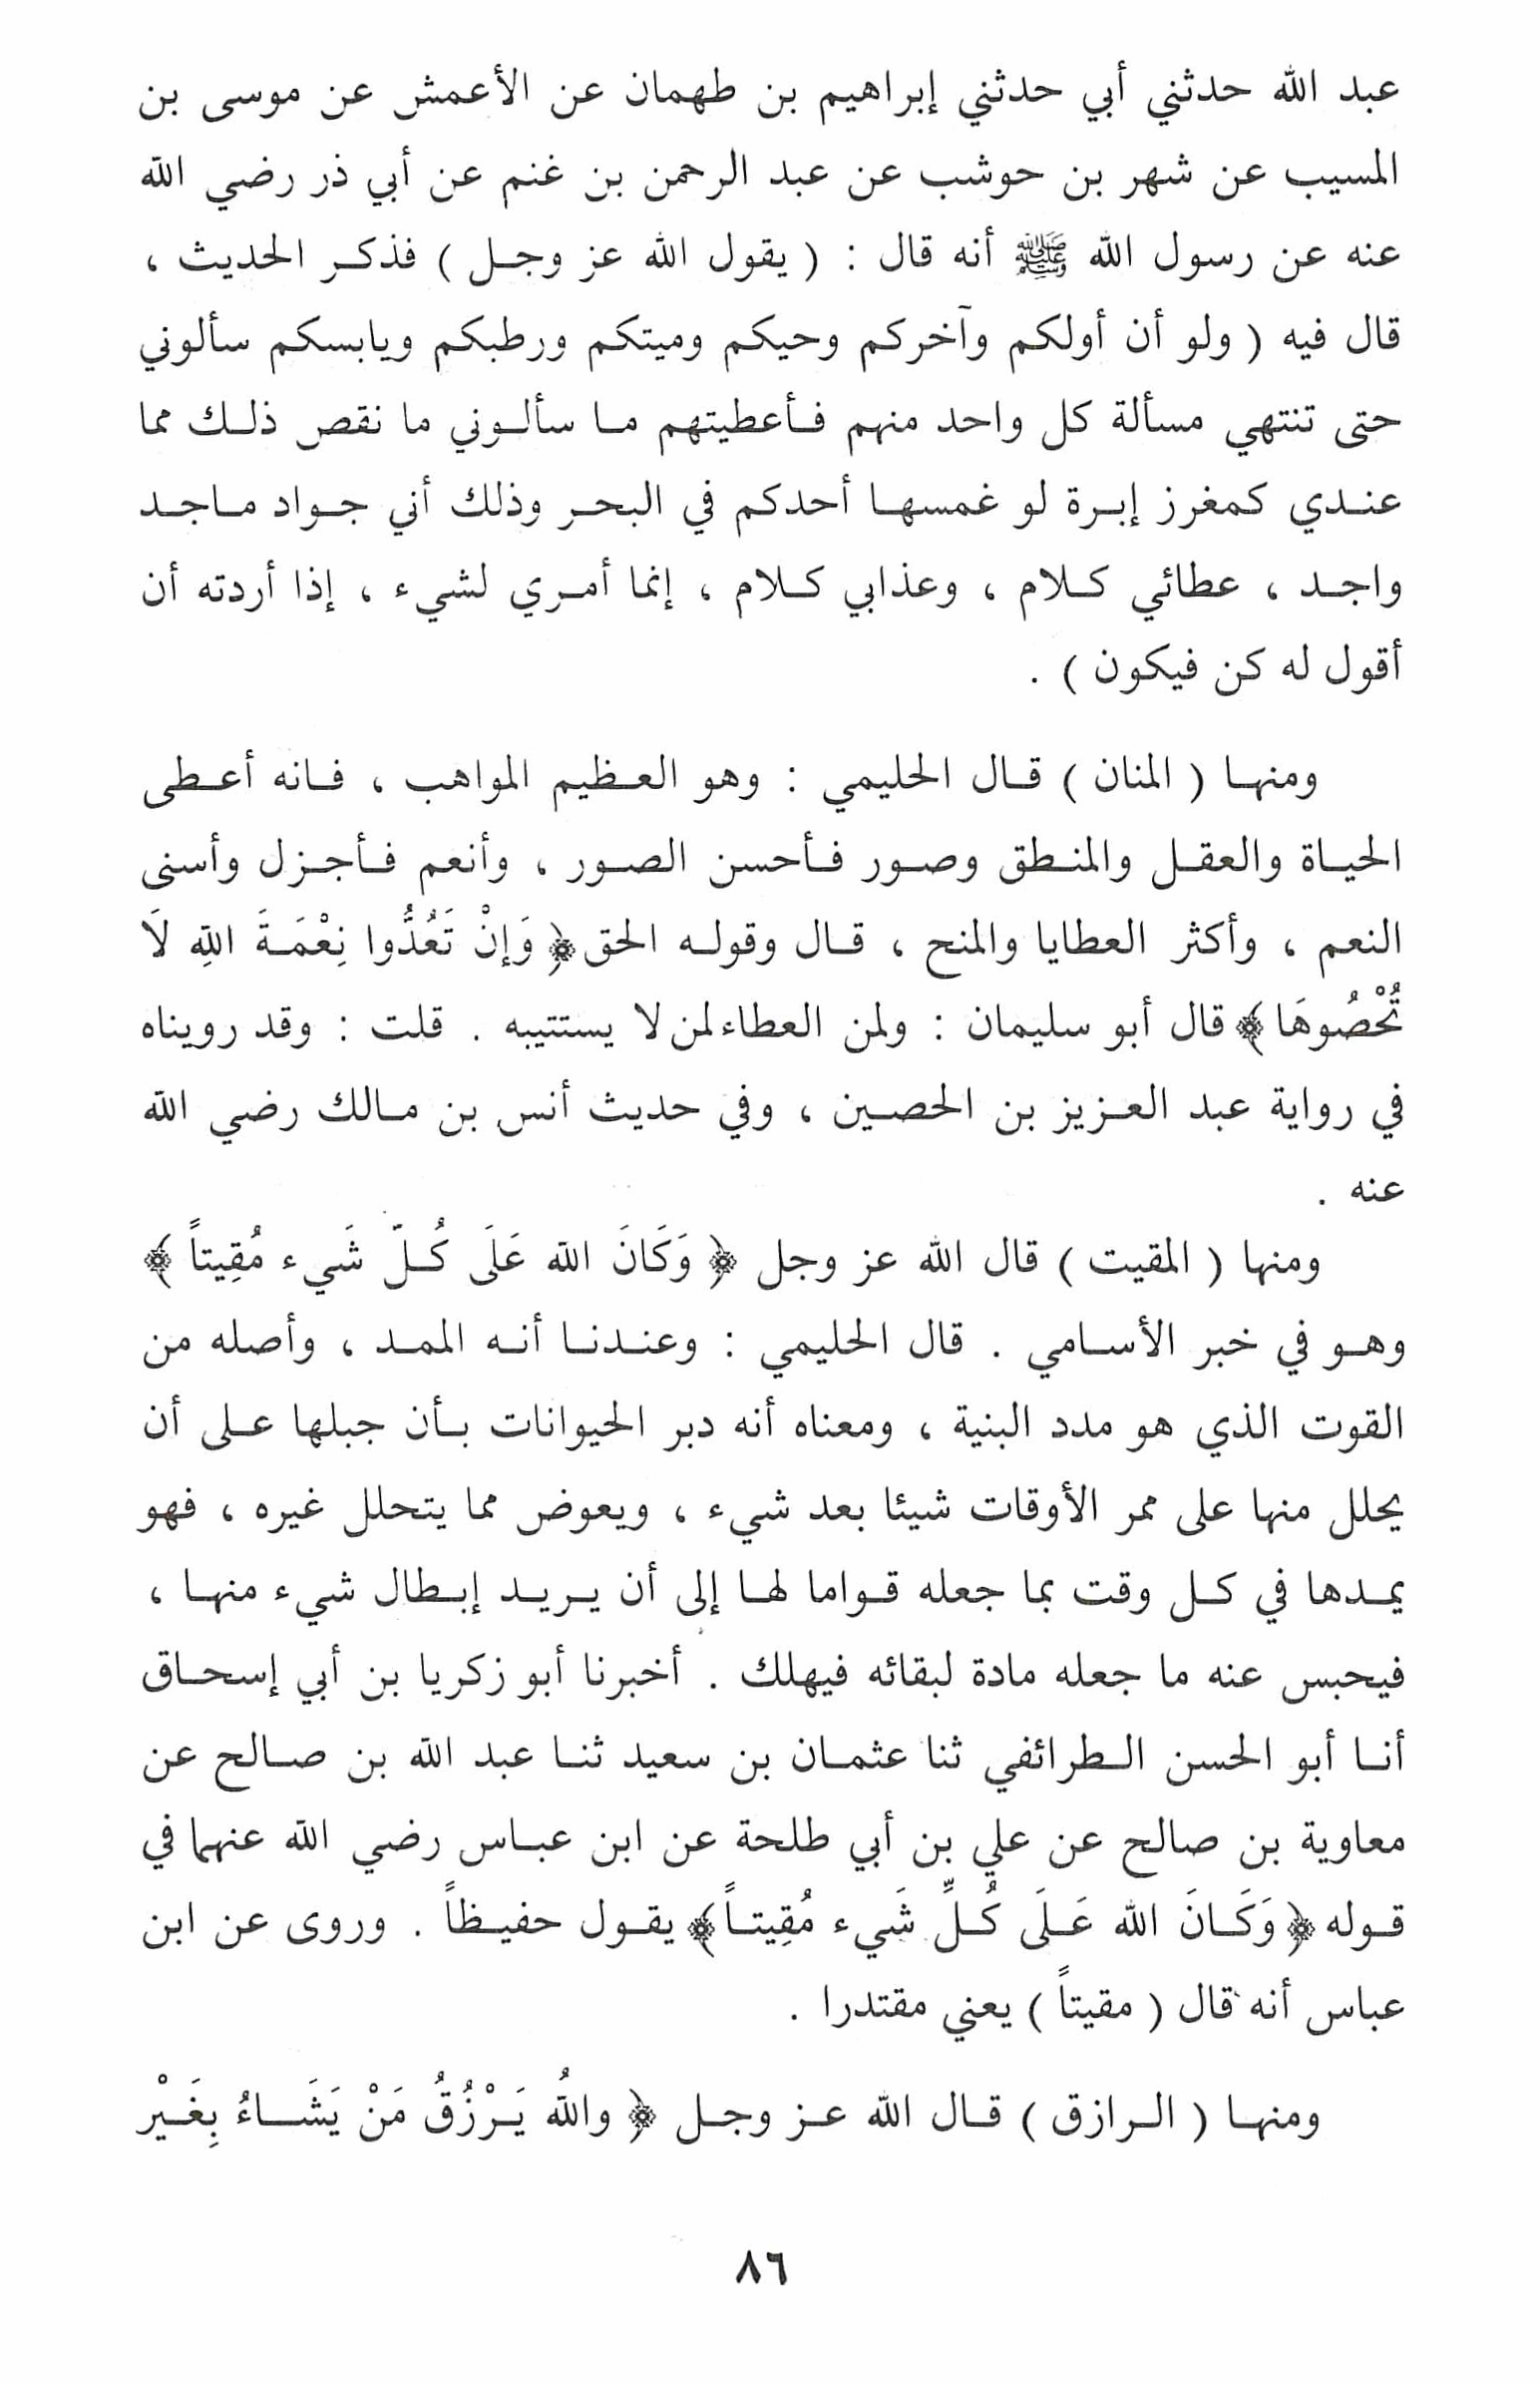 عبد الله حدثني أبي حدثني إبراهيم بن طهمان عن الأعمش عن موسى بن
المسيب عن شهر بن حوشب عن عبد الرحمن بن غنم عن أبي ذر رضي الله
عنه عن رسول الله ﷺ أنه قال : ( يقول الله عز وجل ) فذكر الحديث ،
قال فيه ( ولو أن أولكم وآخركم وحيكم وميتكم ورطبكم ويابسكم سألوني
حتى تنتهي مسألة كل واحد منهم فأعطيتهم ما سألوني ما نقص ذلك مما
عندي كمغرز إبرة لو غمسها أحدكم في البحر وذلك أني جواد ماجد
واجد ، عطائي كلام ، وعذابي كلام ، إنما أمري لشيء ، إذا أردته أن
أقول له كن فيكون ) .
ومنها ( المنان ) قال الحليمي : وهو العظيم المواهب ، فانه أعطى
الحياة والعقل والمنطق وصور فأحسن الصور ، وأنعم فأجزل وأسنى
النعم ، وأكثر العطايا والمنح ، قال وقوله الحق ﴿ وَإنْ تَعُدُّوا نِعْمَةَ اللهِ لَا
تُحْصُوهَا ﴾ قال أبو سليمان : ولمن العطاء لمن لا يستتيبه . قلت : وقد رويناه
في رواية عبد العزيز بن الحصين ، وفي حديث أنس بن مالك رضي الله
عنه .
ومنها ( المقيت ) قال الله عز وجل ﴿ وَكَانَ الله عَلَى كُلّ شَيء مُقِيتاً ﴾
وهو في خبر الأسامي . قال الحليمي : وعندنا أنه الممد ، وأصله من
القوت الذي هو مدد البنية ، ومعناه أنه دبر الحيوانات بأن جبلها على أن
يحلل منها على ممر الأوقات شيئا بعد شيء ، ويعوض مما يتحلل غيره ، فهو
يمدها في كل وقت بما جعله قواما لها إلى أن يريد إبطال شيء منها ،
فيحبس عنه ما جعله مادة لبقائه فيهلك . أخبرنا أبو زكريا بن أبي إسحاق
أنا أبو الحسن الطرائفي ثنا عثمان بن سعيد ثنا عبد الله بن صالح عن
معاوية بن صالح عن علي بن أبي طلحة عن ابن عباس رضي الله عنهما في
قوله ﴿ وَكَانَ الله عَلَى كُلِّ شَيء مُقِيتاً ﴾ يقول حفيظاً . وروى عن ابن
عباس أنه قال ( مقيتاً ) يعني مقتدرا .
ومنها ( الرازق ) قال الله عز وجل ﴿ واللهُ يَرْزُقُ مَنْ يَشَاءُ بِغَيْر
٨٦